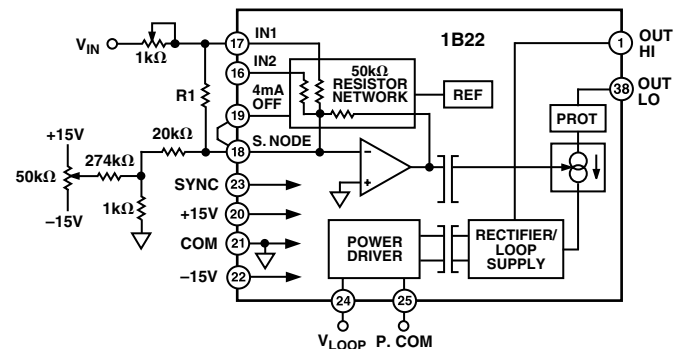 V_IN
1kΩ
R1
20kΩ
+15V
50kΩ
274kΩ
–15V
1kΩ
17
IN1
16
IN2
4mA
OFF
19
18
S. NODE
SYNC
23
+15V
20
COM
21
–15V
22
50kΩ
RESISTOR
NETWORK
REF
–
+
1B22
1
OUT
HI
38
OUT
LO
PROT
POWER
DRIVER
RECTIFIER/
LOOP
SUPPLY
24
25
V_LOOP
P. COM